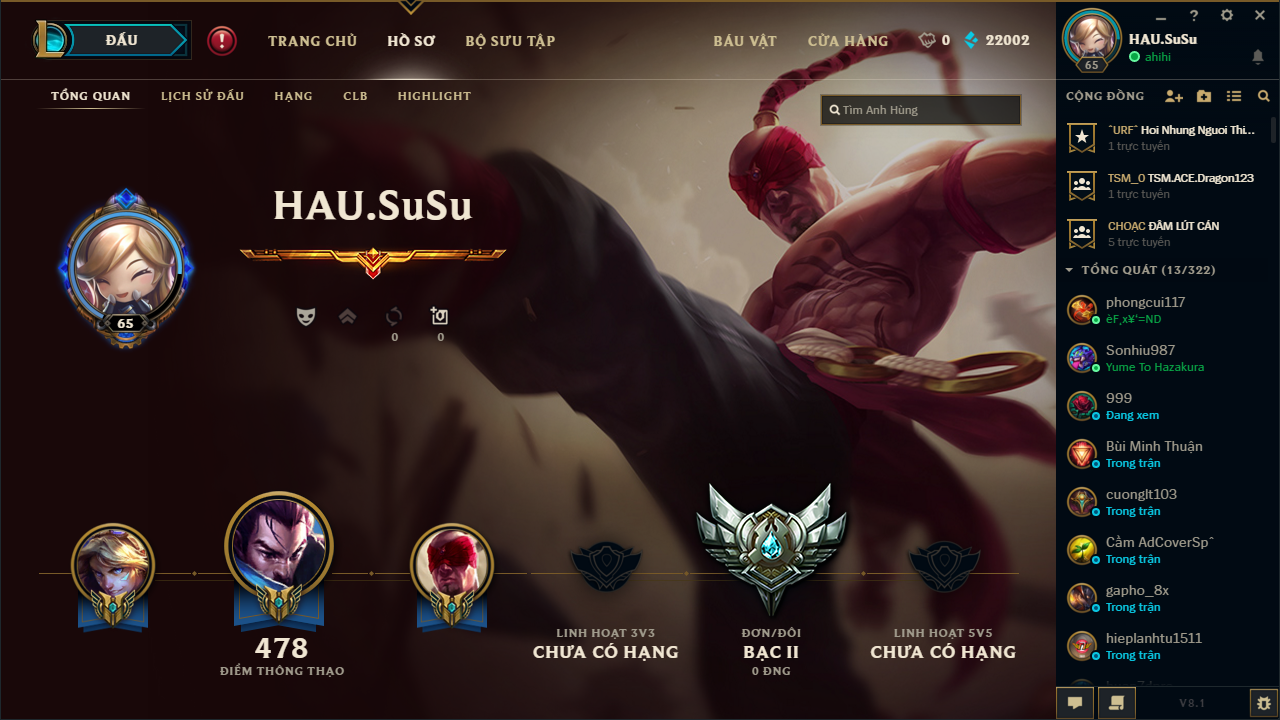 ĐẤU
TRANG CHỦ
HỒ SƠ
BỘ SƯU TẬP
BÁU VẬT
CỬA HÀNG
0
22002
HAU.SuSu
ahihi
65
TỔNG QUAN
LỊCH SỬ ĐẤU
HẠNG
CLB
HIGHLIGHT
Tìm Anh Hùng
CỘNG ĐỒNG
ˆURFˆ Hoi Nhung Nguoi Thi...
1 trực tuyến
TSM_0 TSM.ACE.Dragon123
1 trực tuyến
CHOẠC ĐÂM LÚT CÁN
5 trực tuyến
TỔNG QUÁT (13/322)
phongcui117
èF,x¥'=ND
Sonhiu987
Yume To Hazakura
999
Đang xem
Bùi Minh Thuận
Trong trận
cuonglt103
Trong trận
Cầm AdCoverSpˆ
Trong trận
gapho_8x
Trong trận
hieplanhtu1511
Trong trận
V8.1
HAU.SuSu
65
0
0
478
ĐIỂM THÔNG THẠO
LINH HOẠT 3V3
CHƯA CÓ HẠNG
ĐƠN/ĐÔI
BẠC II
0 ĐNG
LINH HOẠT 5V5
CHƯA CÓ HẠNG